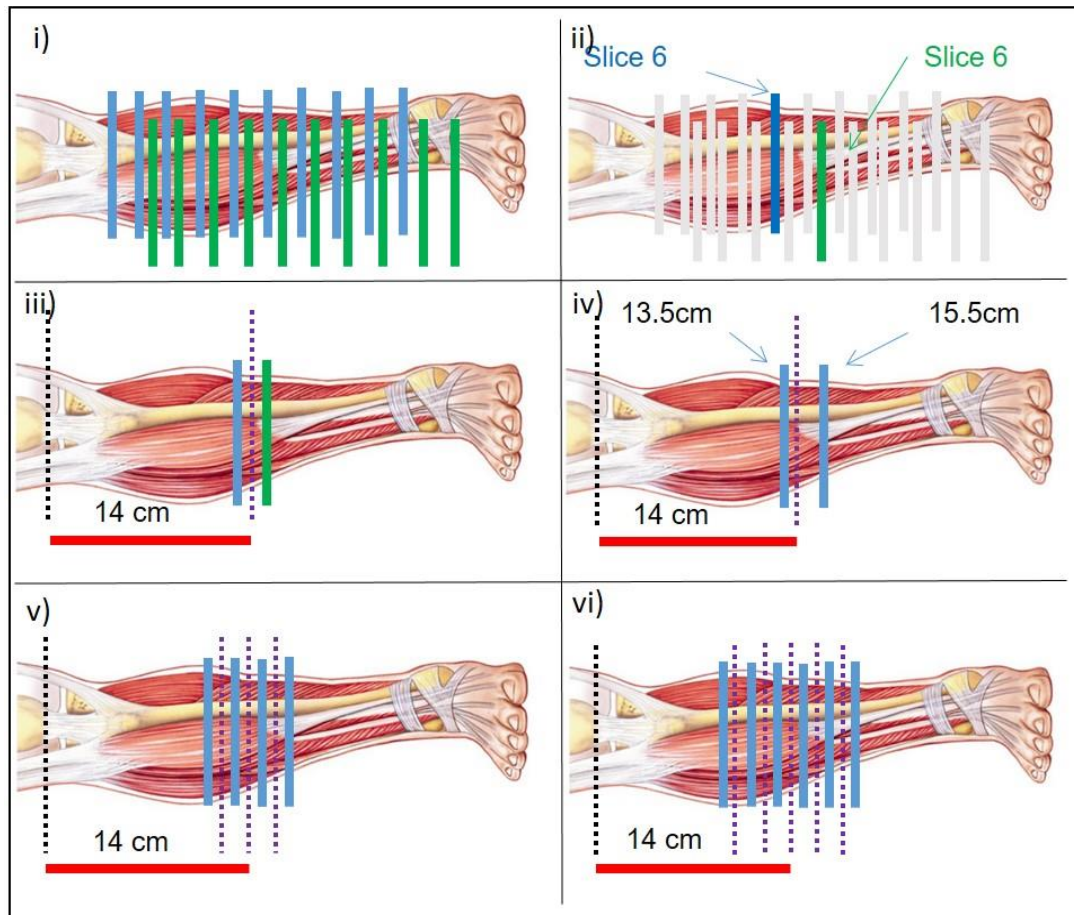 i)
ii)
Slice 6
Slice 6
iii)
14 cm
iv)
13.5cm
15.5cm
14 cm
v)
14 cm
vi)
14 cm